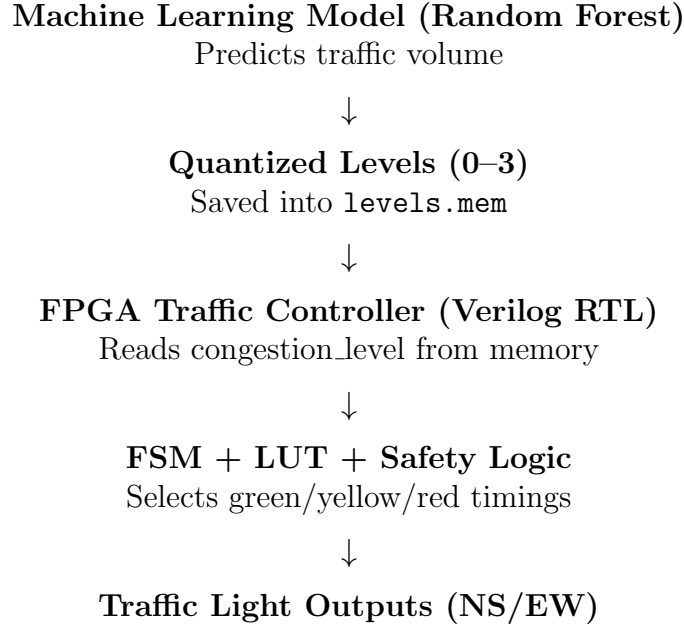 Machine Learning Model (Random Forest)
Predicts traffic volume
↓
Quantized Levels (0–3)
Saved into levels.mem
↓
FPGA Traffic Controller (Verilog RTL)
Reads congestion_level from memory
↓
FSM + LUT + Safety Logic
Selects green/yellow/red timings
↓
Traffic Light Outputs (NS/EW)